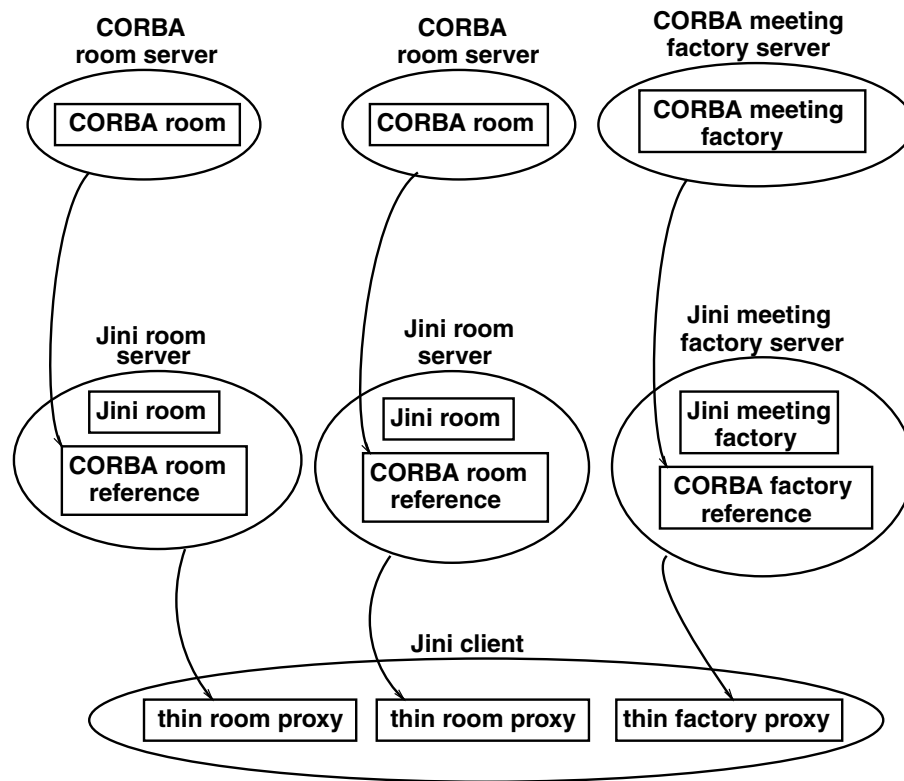 CORBA
room server
CORBA
room server
CORBA meeting
factory server
CORBA room
CORBA room
CORBA meeting
factory
Jini room
server
Jini room
server
Jini meeting
factory server
Jini room
Jini room
Jini meeting
factory
CORBA room
reference
CORBA room
reference
CORBA factory
reference
Jini client
thin room proxy
thin room proxy
thin factory proxy